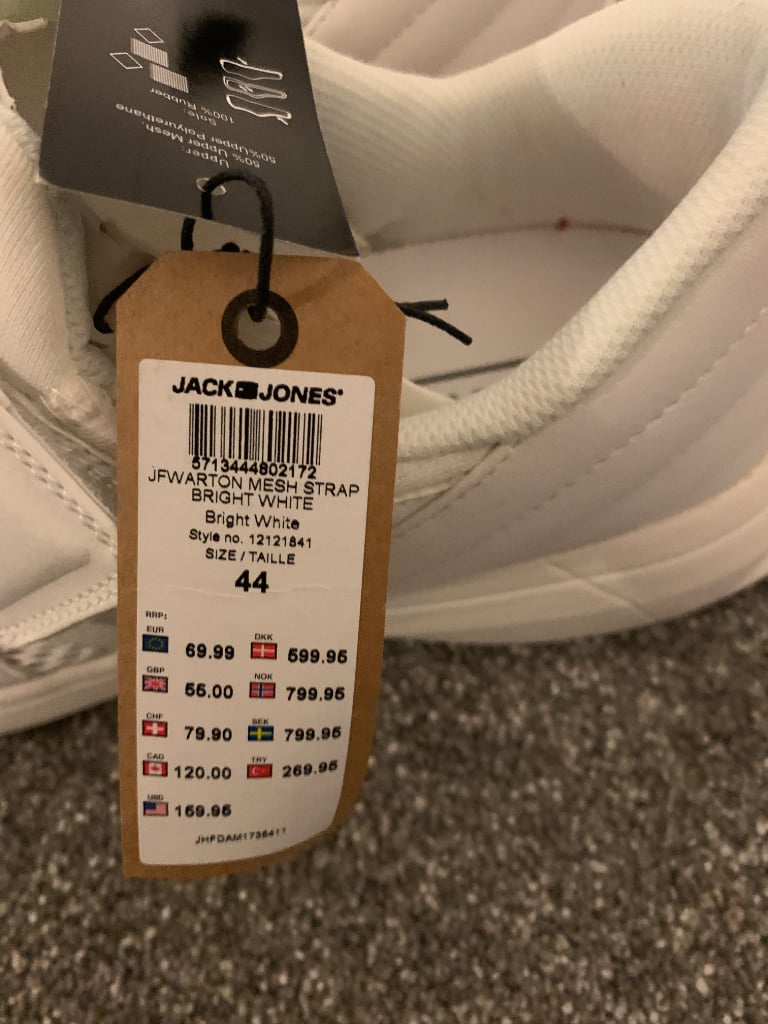 Upper:
50% Upper Mesh.
50%Upper Polyurethane
Sole:
100% Rubber
JACK JONES
5713444802172
JFWARTON MESH STRAP
BRIGHT WHITE
Bright White
Style no. 12121841
SIZE / TAILLE
44
RRP:
EUR 69.99 DKK 599.95
GBP 55.00 NOK 799.95
CHF 79.90 SEK 799.95
CAD 120.00 TRY 269.95
USD 159.95